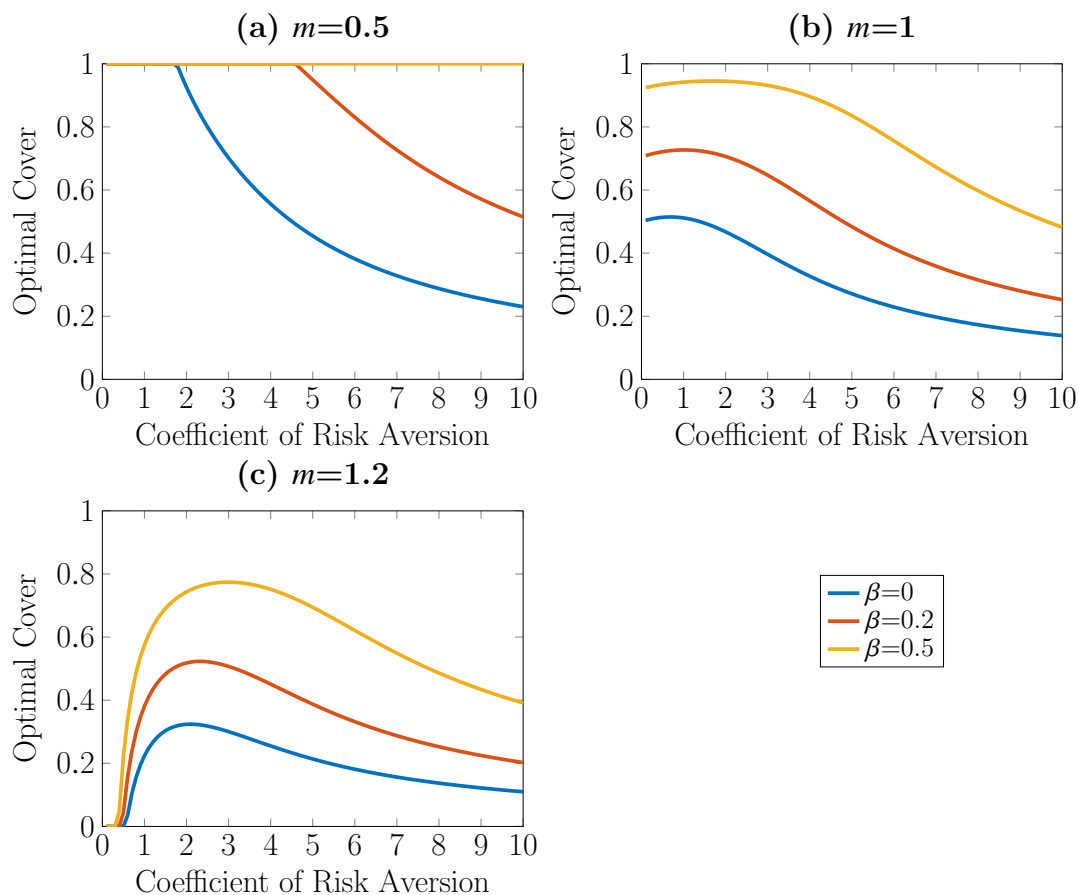 (a) m=0.5
1
0.8
0.6
0.4
0.2
0
Optimal Cover
0 1 2 3 4 5 6 7 8 9 10
Coefficient of Risk Aversion
(b) m=1
1
0.8
0.6
0.4
0.2
0
Optimal Cover
0 1 2 3 4 5 6 7 8 9 10
Coefficient of Risk Aversion
(c) m=1.2
1
0.8
0.6
0.4
0.2
0
Optimal Cover
0 1 2 3 4 5 6 7 8 9 10
Coefficient of Risk Aversion
β=0
β=0.2
β=0.5